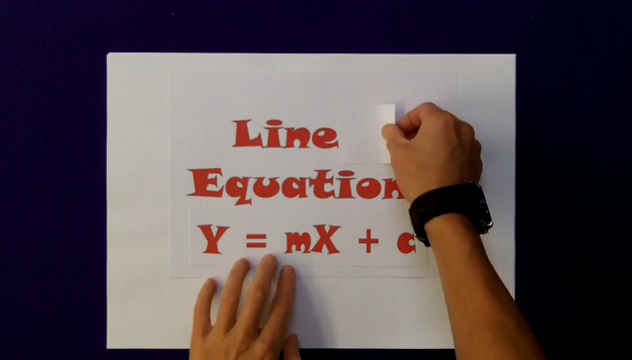 Line
Equation
Y = mX + c